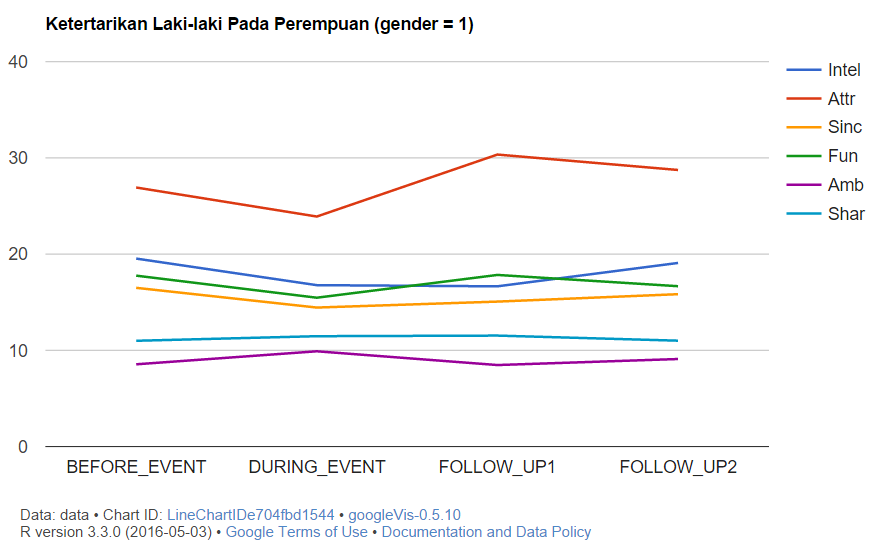 Ketertarikan Laki-laki Pada Perempuan (gender = 1)
40
30
20
10
0
BEFORE_EVENT
DURING_EVENT
FOLLOW_UP1
FOLLOW_UP2
Intel
Attr
Sinc
Fun
Amb
Shar
Data: data • Chart ID: LineChartIDe704fbd1544 • googleVis-0.5.10
R version 3.3.0 (2016-05-03) • Google Terms of Use • Documentation and Data Policy